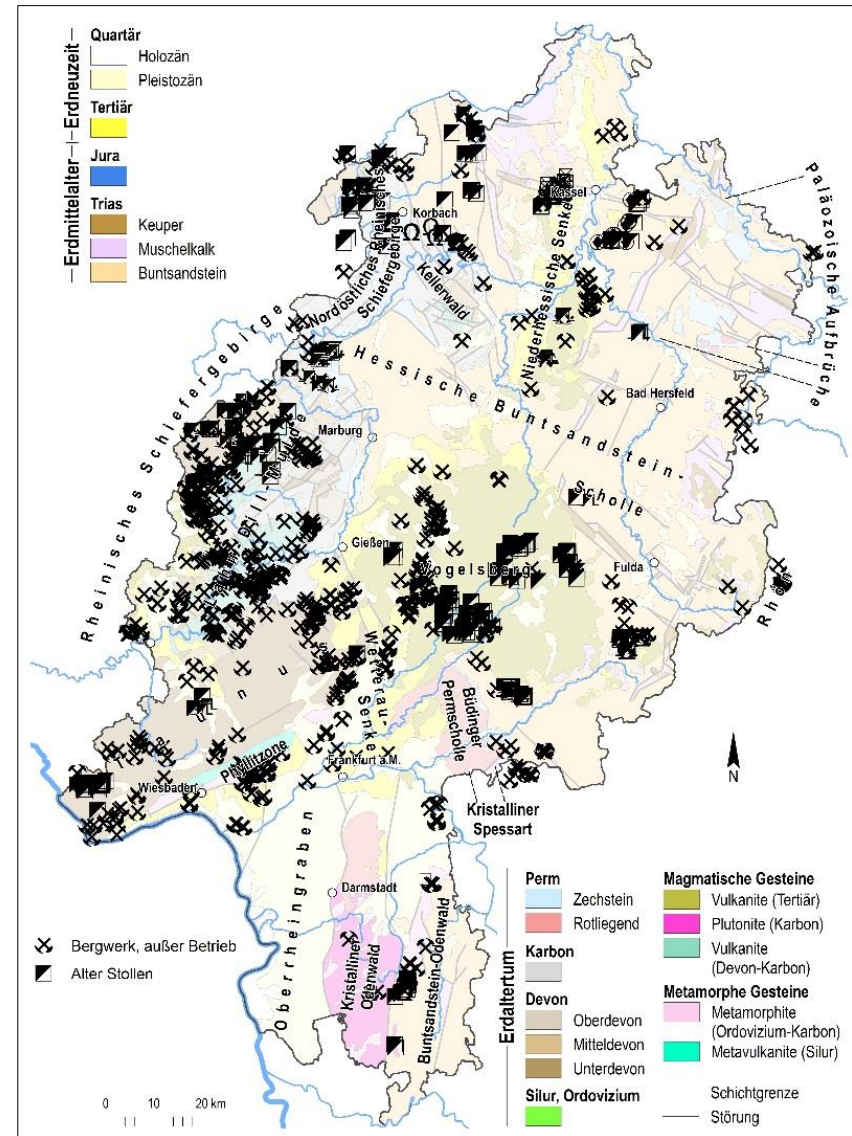 Quartär
Holozän
Pleistozän
Tertiär
Jura
Trias
Keuper
Muschelkalk
Buntsandstein
Erdneuzeit
Erdmittelalter
Kassel
Korbach
Paläozoische Aufbrüche
Nordöstliches Rheinisches
Schiefergebirge
Kellerwald
Niederhessische Senke
Rheinisches Schiefergebirge
Hessische Buntsandstein-
Scholle
Bad Hersfeld
Marburg
Gießen
Vogelsberg
Fulda
Rhön
Taunus
Wetterau-
Senke
Büdinger
Permscholle
Phyllitzone
Wiesbaden
Frankfurt a.M.
N
Kristalliner
Spessart
Oberrheingraben
Darmstadt
Kristalliner
Odenwald
Buntsandstein-Odenwald
Bergwerk, außer Betrieb
Alter Stollen
0 10 20 km
Erdaltertum
Perm
Zechstein
Rotliegend
Karbon
Devon
Oberdevon
Mitteldevon
Unterdevon
Silur, Ordovizium
Magmatische Gesteine
Vulkanite (Tertiär)
Plutonite (Karbon)
Vulkanite
(Devon-Karbon)
Metamorphe Gesteine
Metamorphite
(Ordovizium-Karbon)
Metavulkanite (Silur)
Schichtgrenze
Störung